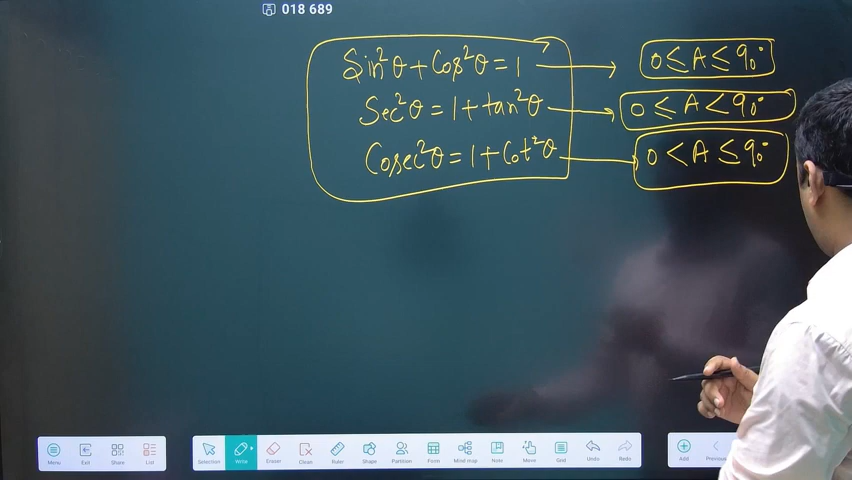 018 689
Sin²θ + Cos²θ = 1 → 0 ≤ A ≤ 90°
Sec²θ = 1 + tan²θ → 0 ≤ A < 90°
Cosec²θ = 1 + Cot²θ → 0 < A ≤ 90°
Menu Exit Share List Selection Write Eraser Clean Ruler Shape Partition Form Mind map Note Move Grid Undo Redo Add Previous